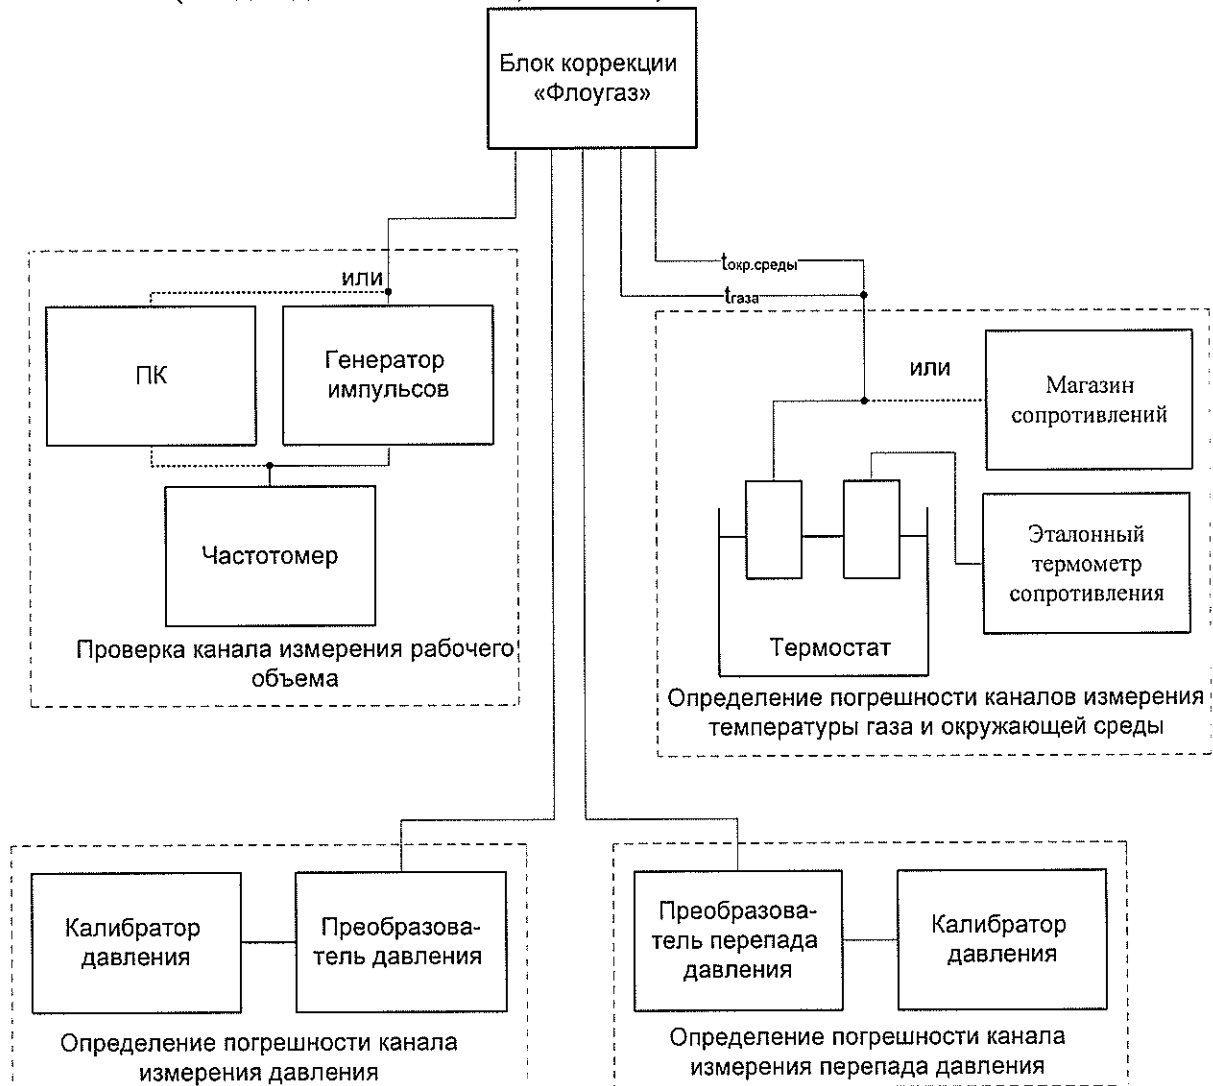 Блок коррекции
«Флоугаз»
или
ПК
Генератор
импульсов
Частотомер
Проверка канала измерения рабочего
объема
tокр.среды
tгаза
или
Магазин
сопротивлений
Эталонный
термометр
сопротивления
Термостат
Определение погрешности каналов измерения
температуры газа и окружающей среды
Калибратор
давления
Преобразова-
тель давления
Определение погрешности канала
измерения давления
Преобразова-
тель перепада
давления
Калибратор
давления
Определение погрешности канала
измерения перепада давления